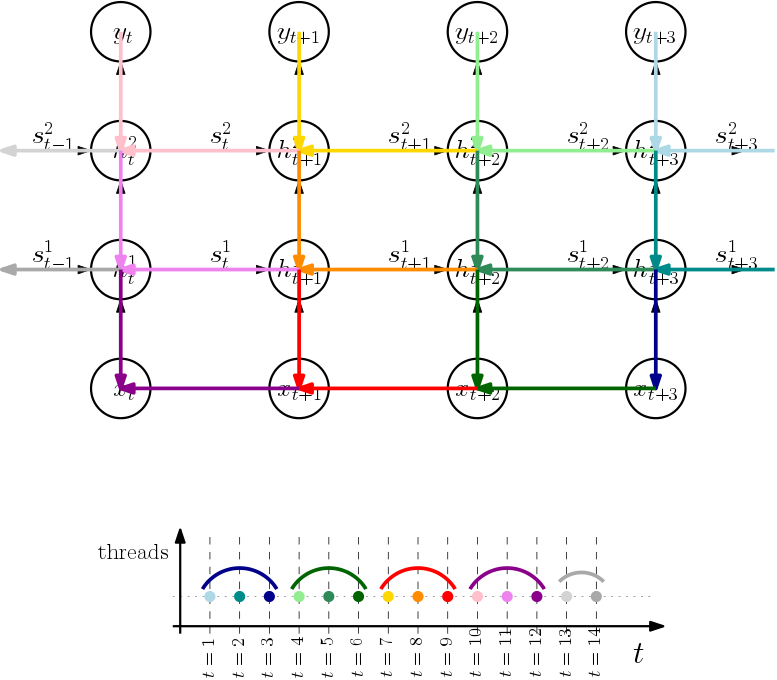 y_t y_{t+1} y_{t+2} y_{t+3}
s^2_{t−1} s^2_t s^2_{t+1} s^2_{t+2} s^2_{t+3}
h^2_t h^2_{t+1} h^2_{t+2} h^2_{t+3}
s^1_{t−1} s^1_t s^1_{t+1} s^1_{t+2} s^1_{t+3}
h^1_t h^1_{t+1} h^1_{t+2} h^1_{t+3}
x_t x_{t+1} x_{t+2} x_{t+3}
threads
t = 1
t = 2
t = 3
t = 4
t = 5
t = 6
t = 7
t = 8
t = 9
t = 10
t = 11
t = 12
t = 13
t = 14
t